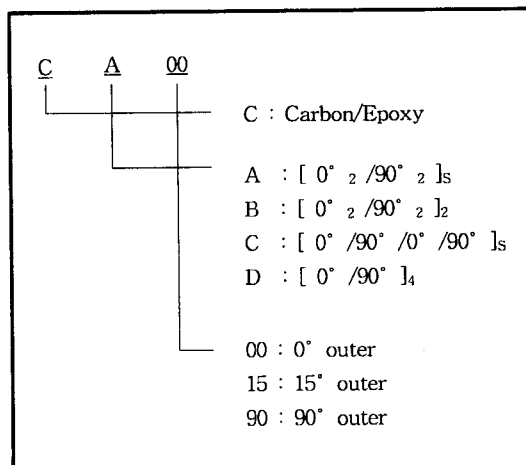 C A 00
C : Carbon/Epoxy
A : [ 0° ₂ /90° ₂ ]s
B : [ 0° ₂ /90° ₂ ]₂
C : [ 0° /90° /0° /90° ]s
D : [ 0° /90° ]₄
00 : 0° outer
15 : 15° outer
90 : 90° outer